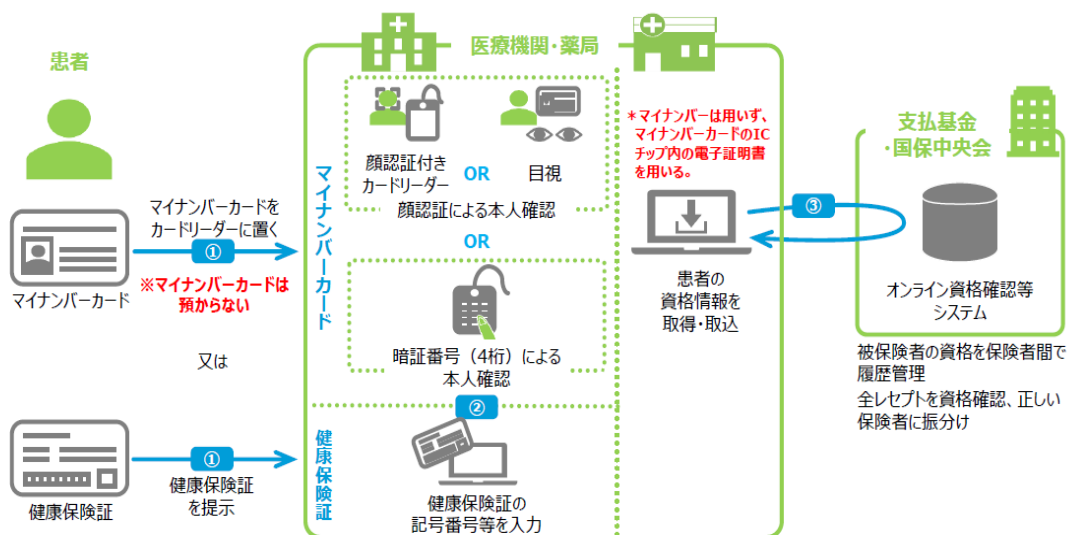 患者
マイナンバーカード
マイナンバーカードを
カードリーダーに置く
①
※マイナンバーカードは
預からない
又は
健康保険証
①
健康保険証
を提示
医療機関・薬局
マイナンバーカード
顔認証付き
カードリーダー
OR
目視
顔認証による本人確認
OR
暗証番号（4桁）による
本人確認
②
健康保険証
健康保険証の
記号番号等を入力
＊マイナンバーは用いず、
マイナンバーカードのIC
チップ内の電子証明書
を用いる。
患者の
資格情報を
取得・取込
③
支払基金
・国保中央会
オンライン資格確認等
システム
被保険者の資格を保険者間で
履歴管理
全レセプトを資格確認、正しい
保険者に振分け